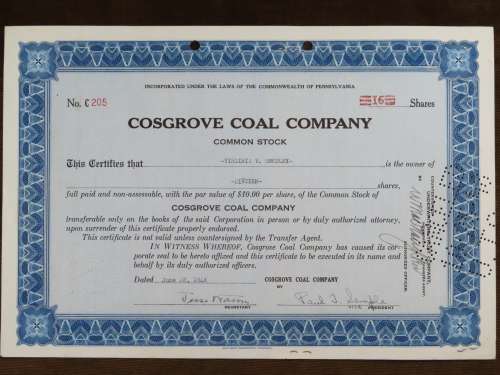 INCORPORATED UNDER THE LAWS OF THE COMMONWEALTH OF PENNSYLVANIA
No. C 205
16 Shares
COSGROVE COAL COMPANY
COMMON STOCK
This Certifies that -VIRGINIA
is the owner of
-SIXTEEN-
shares,
full paid and non-assessable, with the par value of $10.00 per share, of the Common Stock of
COSGROVE COAL COMPANY
transferable only on the books of the said Corporation in person or by duly authorized attorney,
upon surrender of this certificate properly endorsed.
This certificate is not valid unless countersigned by the Transfer Agent.
IN WITNESS WHEREOF, Cosgrove Coal Company has caused its cor-
porate seal to be hereto affixed and this certificate to be executed in its name and
behalf by its duly authorized officers.
Dated
COSGROVE COAL COMPANY
BY
SECRETARY
Paul
VICE PRESIDENT